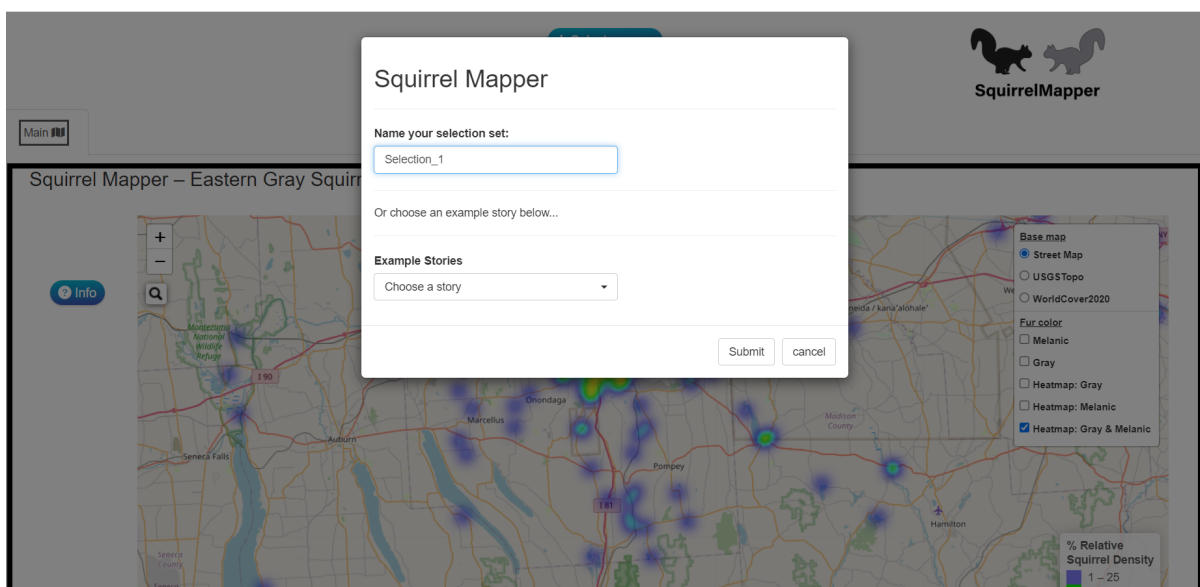 SquirrelMapper
Main
Squirrel Mapper – Eastern Gray
Squirrel Mapper
Name your selection set:
Selection_1
Or choose an example story below...
Example Stories
Choose a story
Submit
cancel
+
−
Info
Base map
Street Map
USGSTopo
WorldCover2020
Fur color
Melanic
Gray
Heatmap: Gray
Heatmap: Melanic
Heatmap: Gray & Melanic
Montezuma
National
Wildlife
Refuge
I 90
Onondaga
Marcellus
Auburn
Seneca Falls
Madison
County
Pompey
I 81
Hamilton
Seneca
County
Seneca
% Relative
Squirrel Density
1 – 25